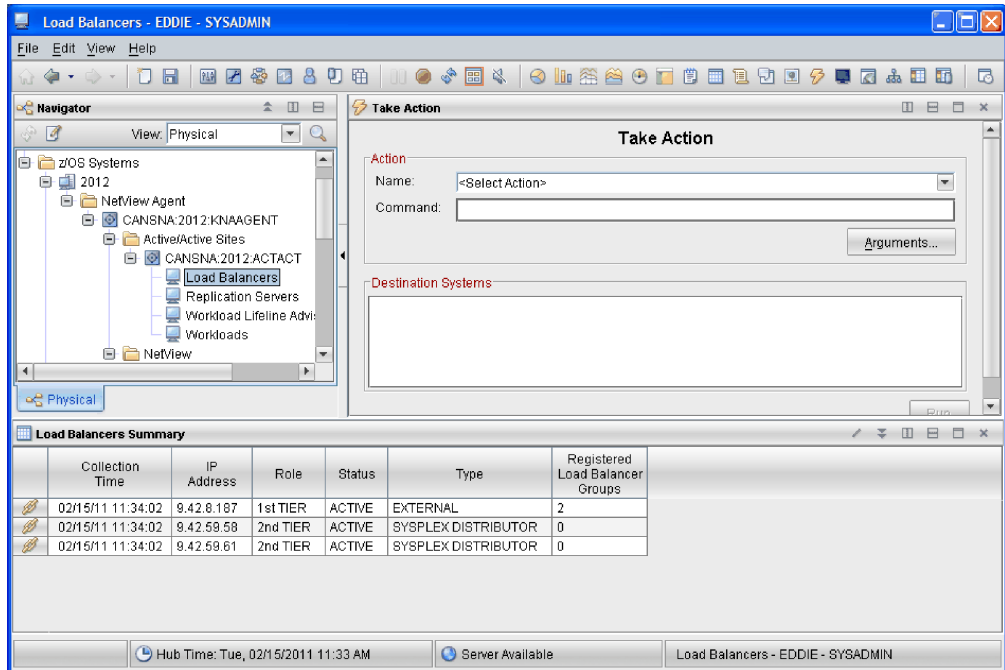 Load Balancers - EDDIE - SYSADMIN
File Edit View Help
Navigator
View: Physical
z/OS Systems
2012
NetView Agent
CANSNA:2012:KNAAGENT
Active/Active Sites
CANSNA:2012:ACTACT
Load Balancers
Replication Servers
Workload Lifeline Advi
Workloads
NetView
Physical
Take Action
Take Action
Action
Name: <Select Action>
Command:
Arguments...
Destination Systems
Run
Load Balancers Summary
Collection Time IP Address Role Status Type Registered Load Balancer Groups
02/15/11 11:34:02 9.42.8.187 1st TIER ACTIVE EXTERNAL 2
02/15/11 11:34:02 9.42.59.58 2nd TIER ACTIVE SYSPLEX DISTRIBUTOR 0
02/15/11 11:34:02 9.42.59.61 2nd TIER ACTIVE SYSPLEX DISTRIBUTOR 0
Hub Time: Tue, 02/15/2011 11:33 AM Server Available Load Balancers - EDDIE - SYSADMIN